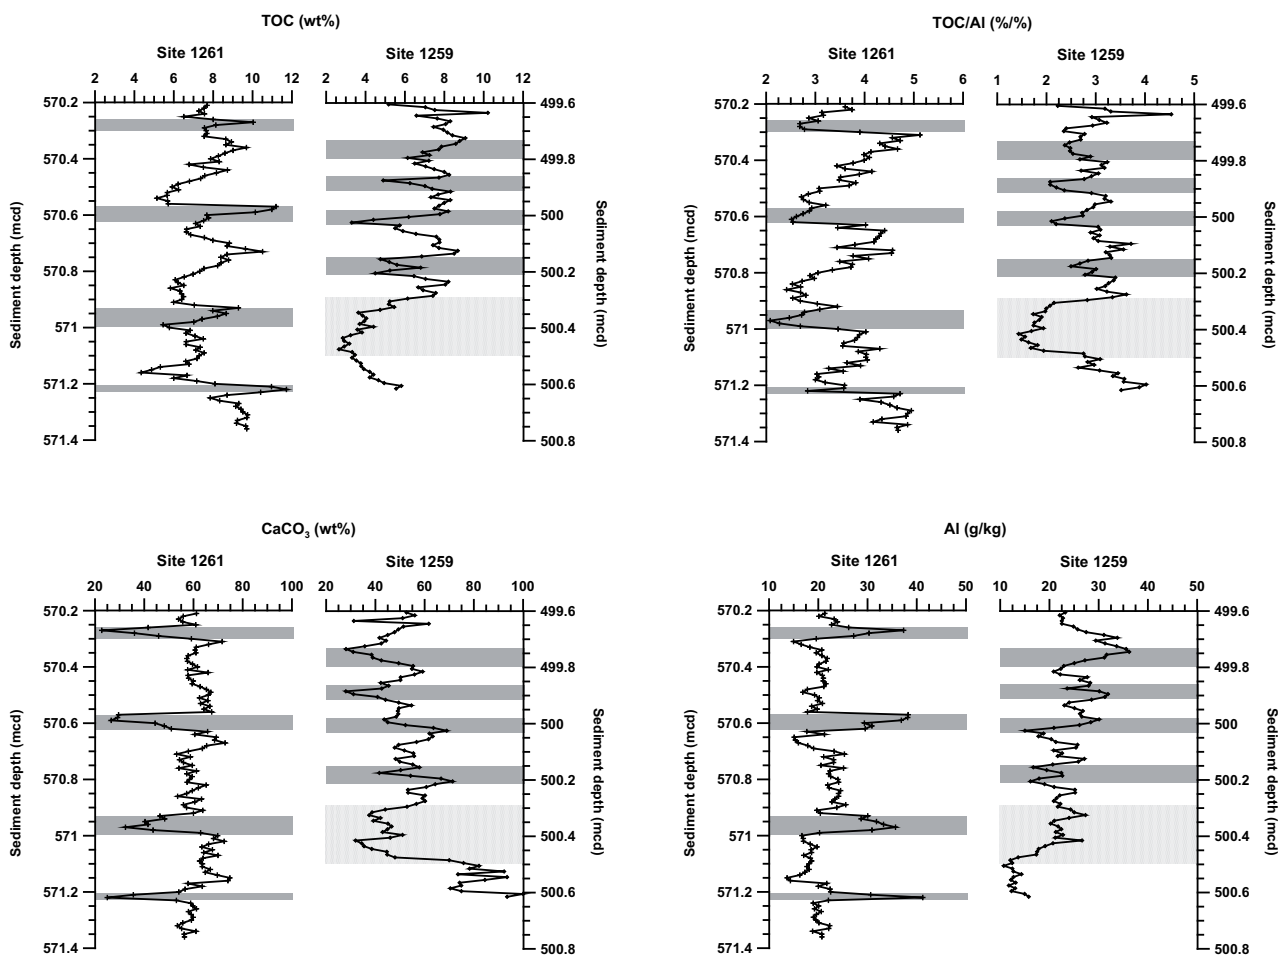 TOC (wt%)
Site 1261
Site 1259
2 4 6 8 10 12
2 4 6 8 10 12
Sediment depth (mcd)
570.2
570.4
570.6
570.8
571
571.2
571.4
499.6
499.8
500
500.2
500.4
500.6
500.8
Sediment depth (mcd)
TOC/Al (%/%)
Site 1261
Site 1259
2 3 4 5 6
1 2 3 4 5
Sediment depth (mcd)
570.2
570.4
570.6
570.8
571
571.2
571.4
499.6
499.8
500
500.2
500.4
500.6
500.8
Sediment depth (mcd)
CaCO₃ (wt%)
Site 1261
Site 1259
20 40 60 80 100
20 40 60 80 100
Sediment depth (mcd)
570.2
570.4
570.6
570.8
571
571.2
571.4
499.6
499.8
500
500.2
500.4
500.6
500.8
Sediment depth (mcd)
Al (g/kg)
Site 1261
Site 1259
10 20 30 40 50
10 20 30 40 50
Sediment depth (mcd)
570.2
570.4
570.6
570.8
571
571.2
571.4
499.6
499.8
500
500.2
500.4
500.6
500.8
Sediment depth (mcd)